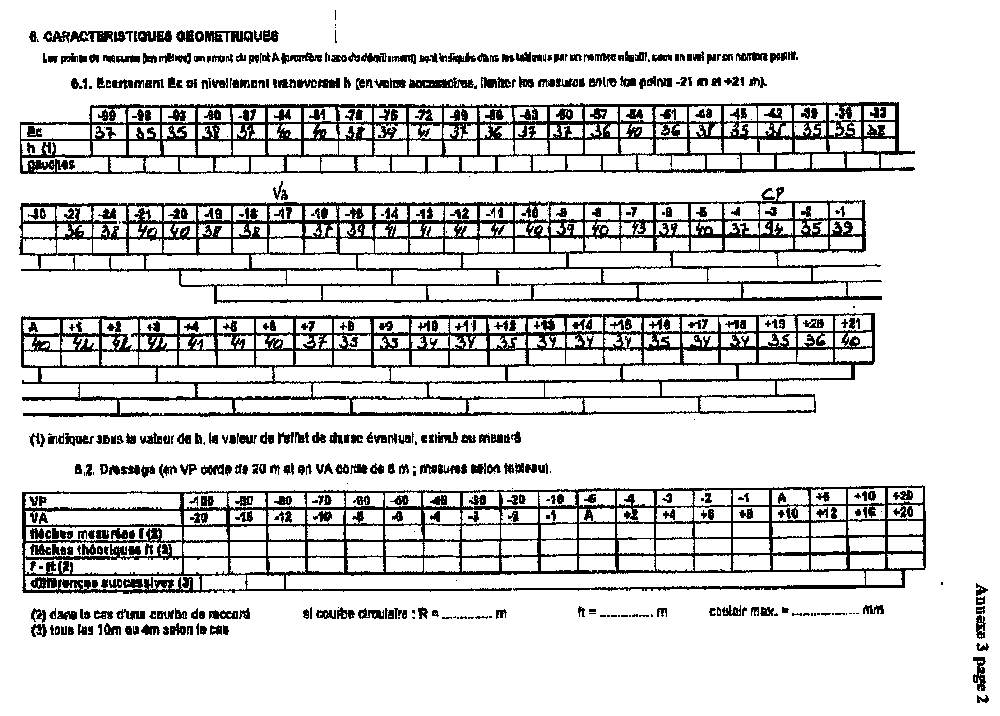 6. CARACTERISTIQUES GEOMETRIQUES
Les points de mesures (en mètres) en amont du point A (première trace de déraillement) sont indiqués dans les tableaux par un nombre négatif, ceux en aval par un nombre positif.
6.1. Ecartement Ec et nivellement transversal h (en voies accessoires, limiter les mesures entre les points -21 m et +21 m).
-99 -96 -93 -90 -87 -84 -81 -78 -75 -72 -69 -66 -63 -60 -57 -54 -51 -48 -45 -42 -39 -36 -33
Ec 37 35 35 38 37 40 40 38 39 41 37 36 37 37 36 40 36 35 35 35 35 35 38
h (1)
gauches
V3 CP
-30 -27 -24 -21 -20 -19 -18 -17 -16 -15 -14 -13 -12 -11 -10 -9 -8 -7 -6 -5 -4 -3 -2 -1
36 38 40 40 38 38 37 39 41 41 41 41 40 39 40 43 39 40 37 34 35 39
A +1 +2 +3 +4 +5 +6 +7 +8 +9 +10 +11 +12 +13 +14 +15 +16 +17 +18 +19 +20 +21
40 42 42 42 41 41 40 37 35 35 34 34 35 34 34 34 35 34 34 35 36 40
(1) indiquer sous la valeur de h, la valeur de l'effet de danse éventuel, estimé ou mesuré
6.2. Dressage (en VP corde de 20 m et en VA corde de 8 m ; mesures selon tableau).
VP -100 -90 -80 -70 -60 -50 -40 -30 -20 -10 -5 -4 -3 -2 -1 A +5 +10 +20
VA -20 -16 -12 -10 -8 -6 -4 -3 -2 -1 A +2 +4 +6 +8 +10 +12 +16 +20
flèches mesurées f (2)
flèches théoriques ft (2)
f - ft (2)
différences successives (3)
(2) dans le cas d'une courbe de raccord si courbe circulaire : R = ............. m ft = .............. m couloir max. = .................. mm
(3) tous les 10m ou 4m selon le cas
Annexe 3 page 2